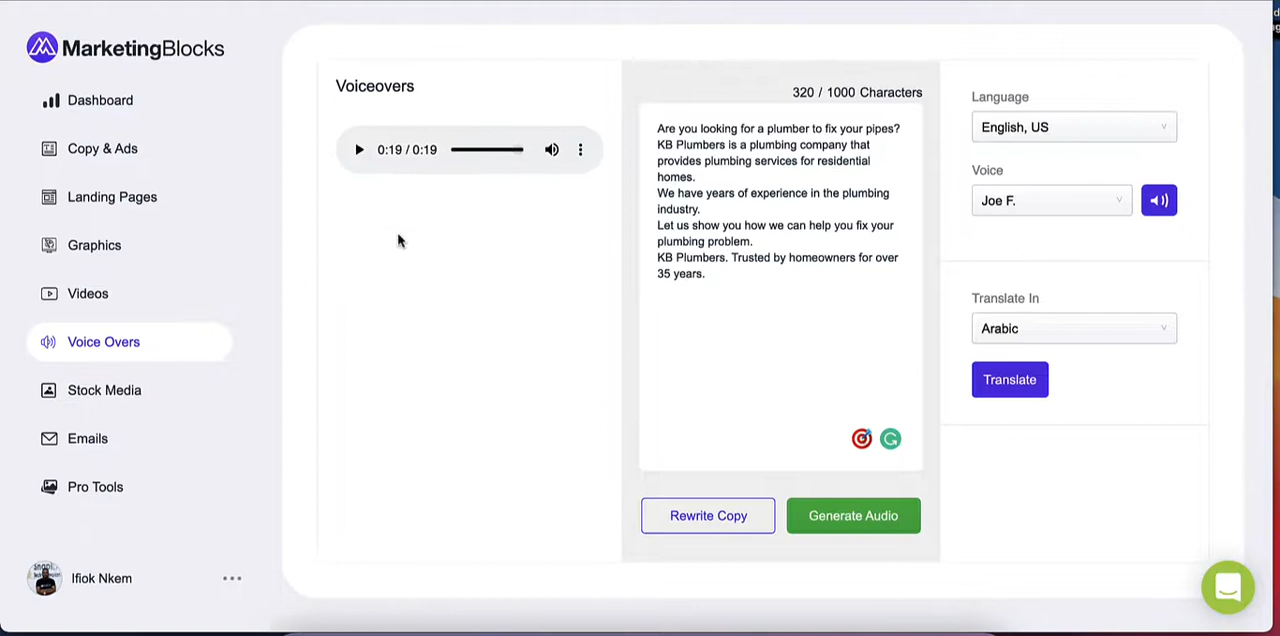 MarketingBlocks
Dashboard
Copy & Ads
Landing Pages
Graphics
Videos
Voice Overs
Stock Media
Emails
Pro Tools
Ifiok Nkem
Voiceovers
0:19 / 0:19
320 / 1000 Characters
Are you looking for a plumber to fix your pipes?
KB Plumbers is a plumbing company that
provides plumbing services for residential
homes.
We have years of experience in the plumbing
industry.
Let us show you how we can help you fix your
plumbing problem.
KB Plumbers. Trusted by homeowners for over
35 years.
Rewrite Copy
Generate Audio
Language
English, US
Voice
Joe F.
Translate In
Arabic
Translate